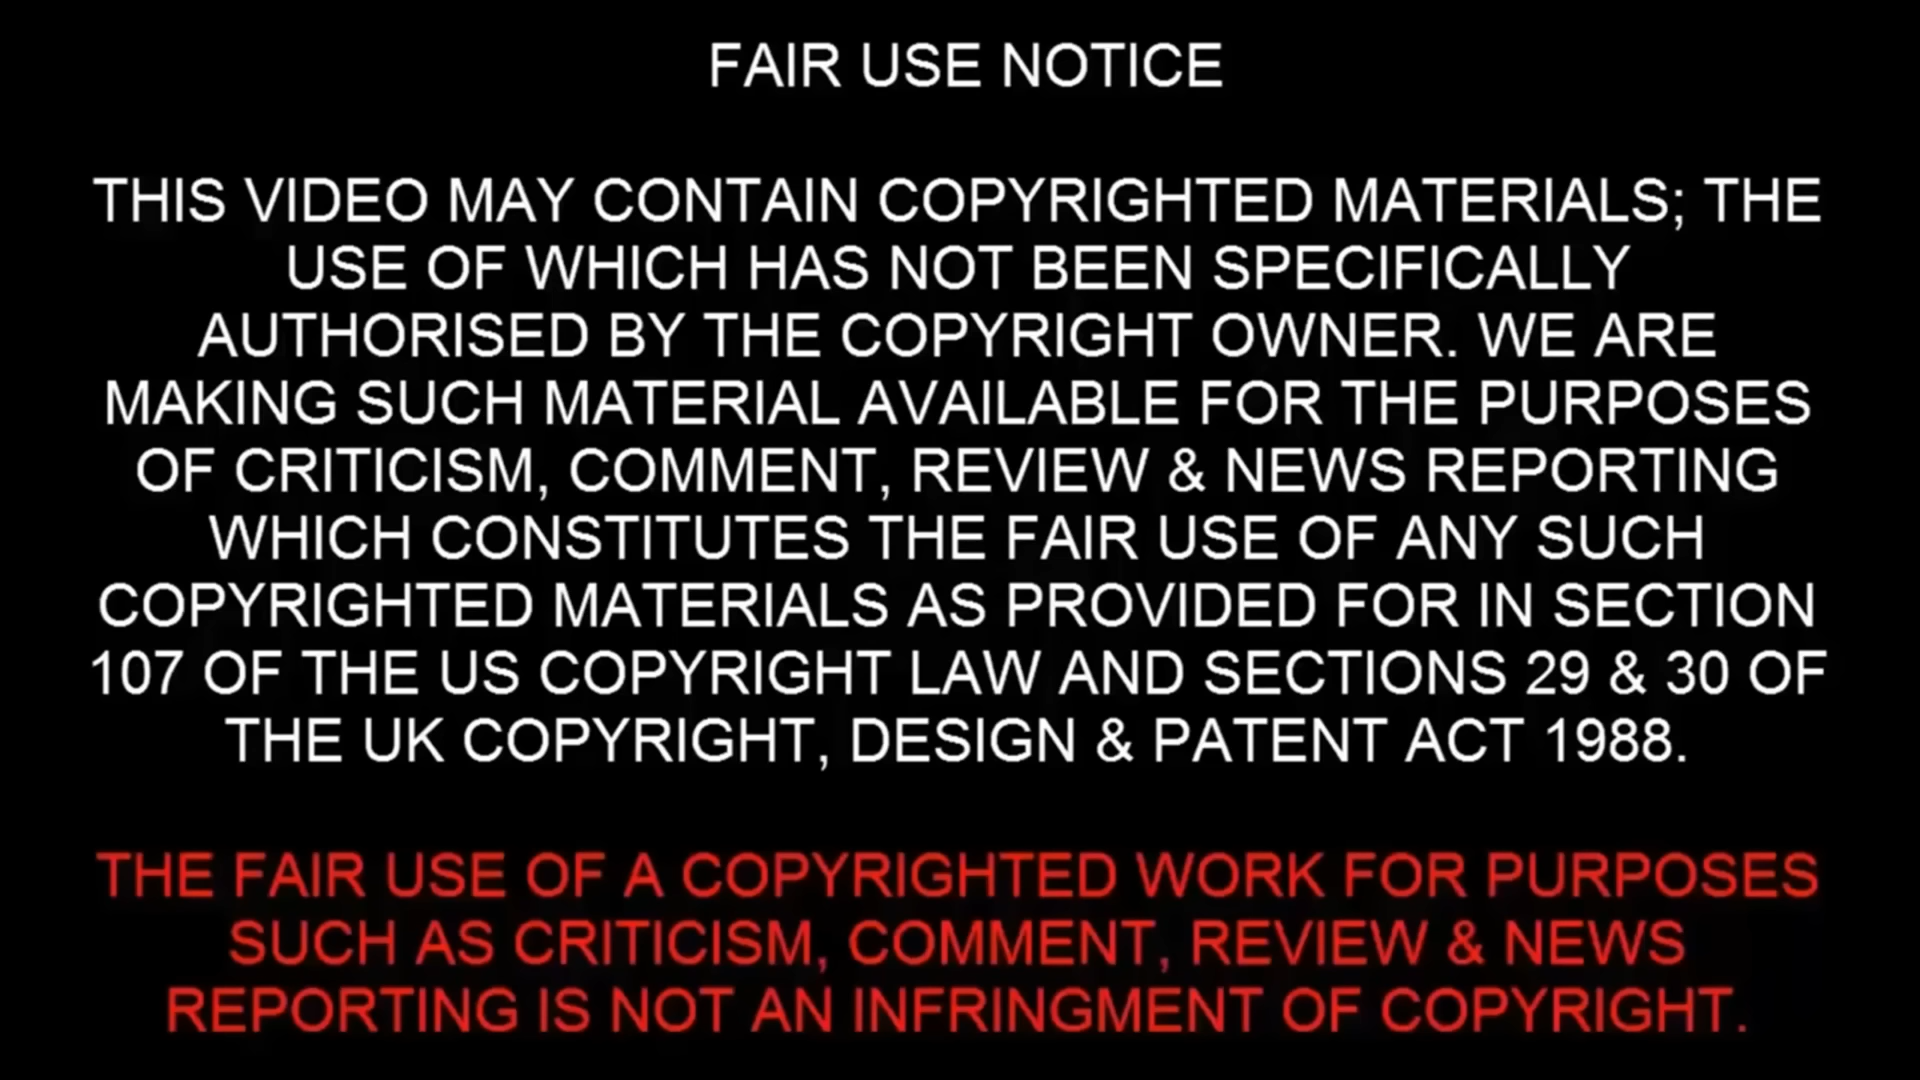 FAIR USE NOTICE
THIS VIDEO MAY CONTAIN COPYRIGHTED MATERIALS; THE
USE OF WHICH HAS NOT BEEN SPECIFICALLY
AUTHORISED BY THE COPYRIGHT OWNER. WE ARE
MAKING SUCH MATERIAL AVAILABLE FOR THE PURPOSES
OF CRITICISM, COMMENT, REVIEW & NEWS REPORTING
WHICH CONSTITUTES THE FAIR USE OF ANY SUCH
COPYRIGHTED MATERIALS AS PROVIDED FOR IN SECTION
107 OF THE US COPYRIGHT LAW AND SECTIONS 29 & 30 OF
THE UK COPYRIGHT, DESIGN & PATENT ACT 1988.
THE FAIR USE OF A COPYRIGHTED WORK FOR PURPOSES
SUCH AS CRITICISM, COMMENT, REVIEW & NEWS
REPORTING IS NOT AN INFRINGMENT OF COPYRIGHT.